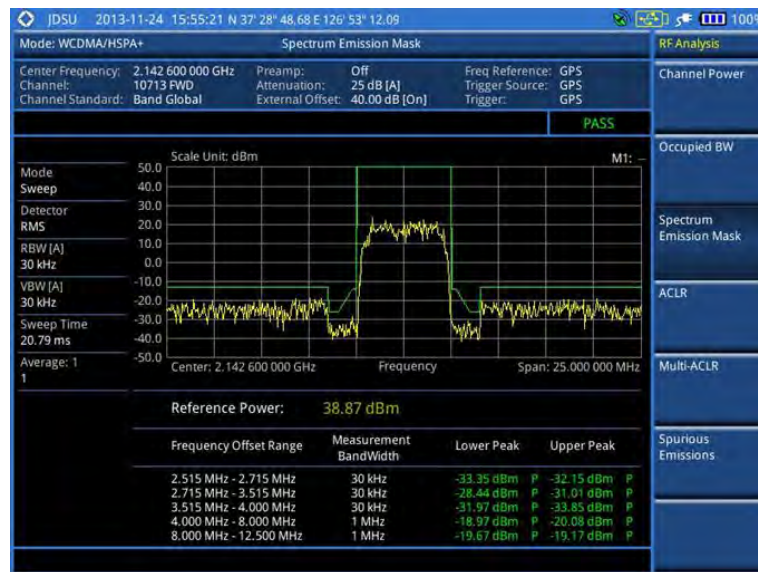 JDSU 2013-11-24 15:55:21 N 37° 28" 48.68 E 126° 53" 12.09 100%
Mode: WCDMA/HSPA+ Spectrum Emission Mask RF Analysis
Center Frequency: 2.142 600 000 GHz Preamp: Off Freq Reference: GPS
Channel: 10713 FWD Attenuation: 25 dB [A] Trigger Source: GPS
Channel Standard: Band Global External Offset: 40.00 dB [On] Trigger: GPS
PASS
Channel Power
Occupied BW
Spectrum
Emission Mask
ACLR
Multi-ACLR
Spurious
Emissions
Mode
Sweep
Detector
RMS
RBW [A]
30 kHz
VBW [A]
30 kHz
Sweep Time
20.79 ms
Average: 1
1
Scale Unit: dBm M1: --
50.0
40.0
30.0
20.0
10.0
0.0
-10.0
-20.0
-30.0
-40.0
-50.0
Center: 2.142 600 000 GHz Frequency Span: 25.000 000 MHz
Reference Power: 38.87 dBm
Frequency Offset Range Measurement BandWidth Lower Peak Upper Peak
2.515 MHz - 2.715 MHz 30 kHz -33.35 dBm P -32.15 dBm P
2.715 MHz - 3.515 MHz 30 kHz -28.44 dBm P -31.01 dBm P
3.515 MHz - 4.000 MHz 30 kHz -31.97 dBm P -33.85 dBm P
4.000 MHz - 8.000 MHz 1 MHz -18.97 dBm P -20.08 dBm P
8.000 MHz - 12.500 MHz 1 MHz -19.67 dBm P -19.17 dBm P